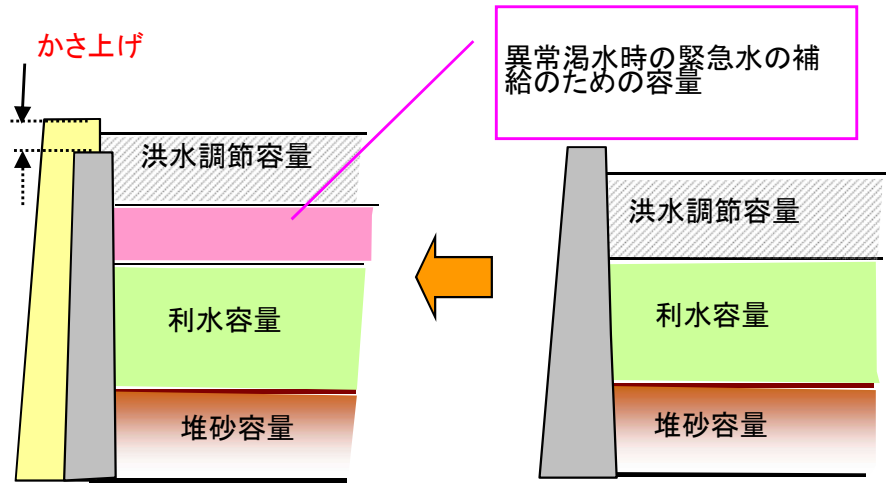 かさ上げ
異常渇水時の緊急水の補
給のための容量
洪水調節容量
利水容量
堆砂容量
洪水調節容量
利水容量
堆砂容量